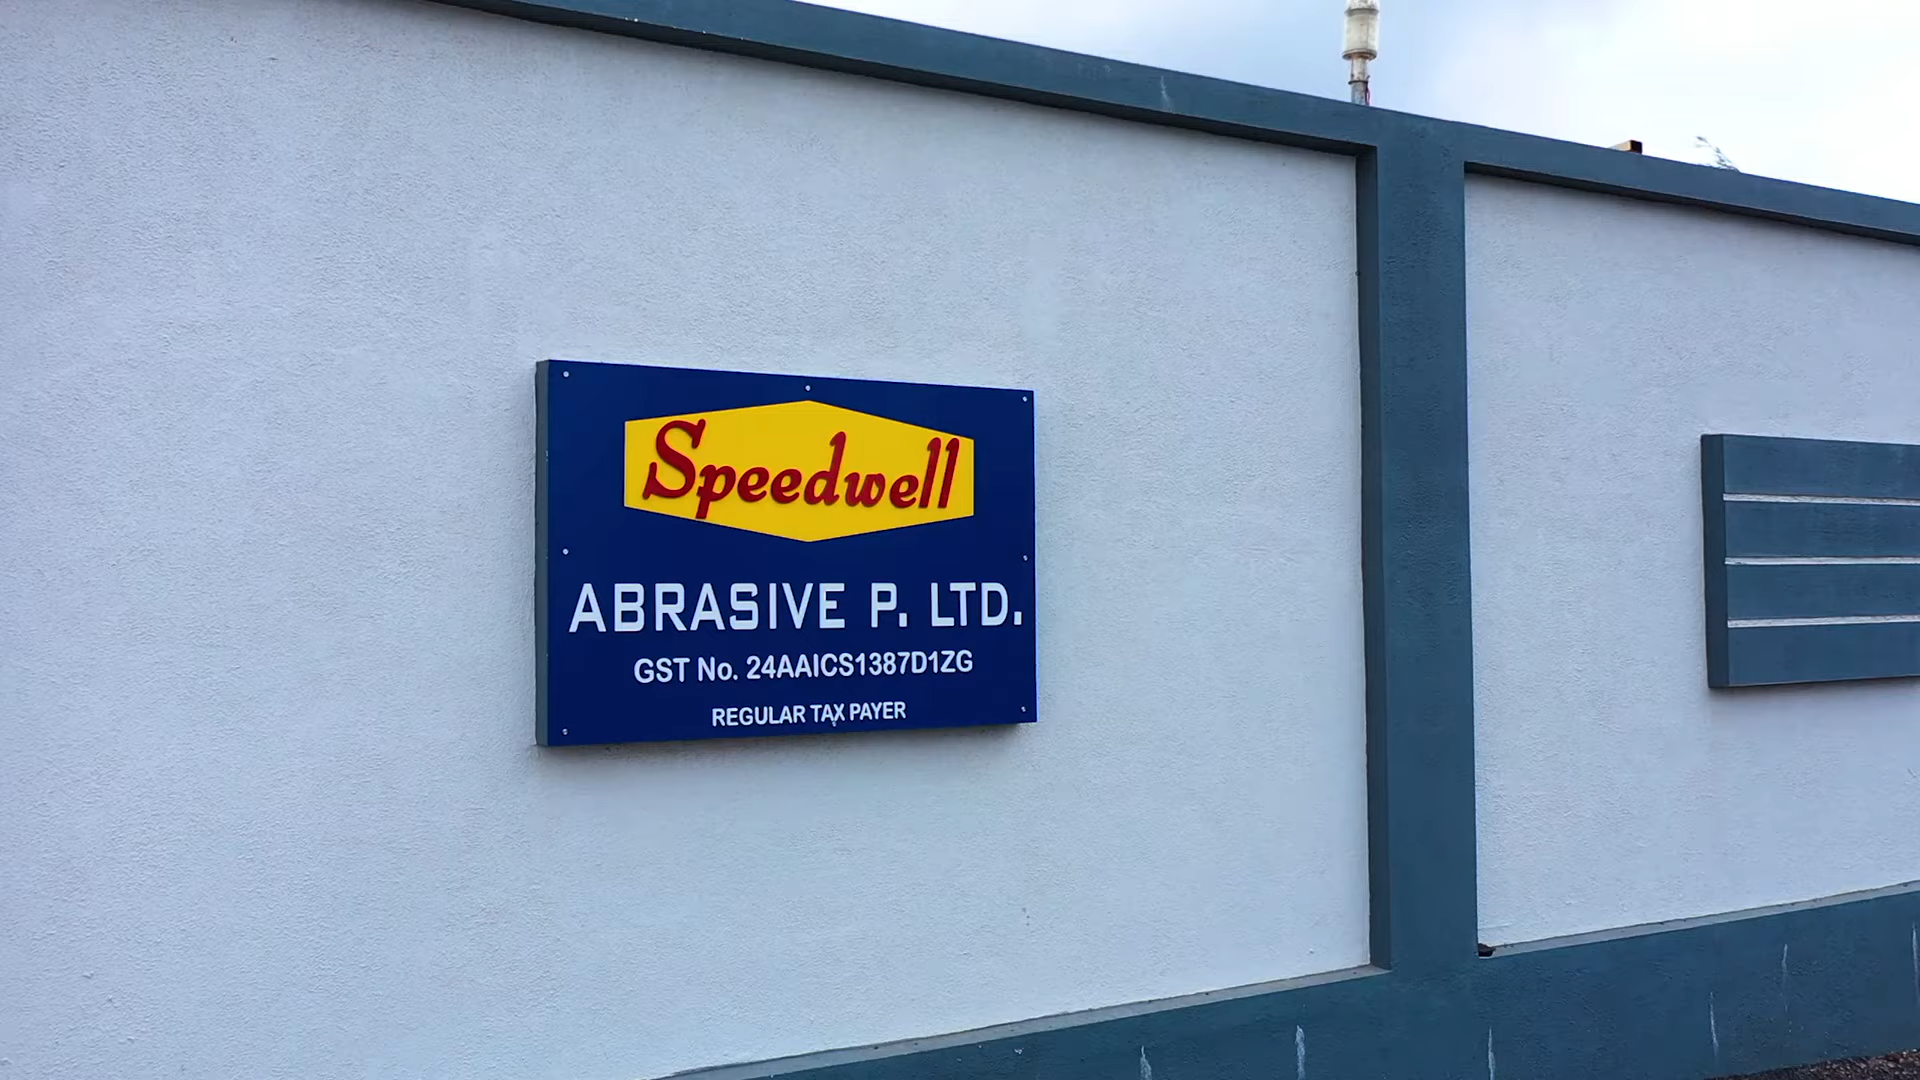 Speedwell
ABRASIVE P. LTD.
GST No. 24AAICS1387D1ZG
REGULAR TAX PAYER